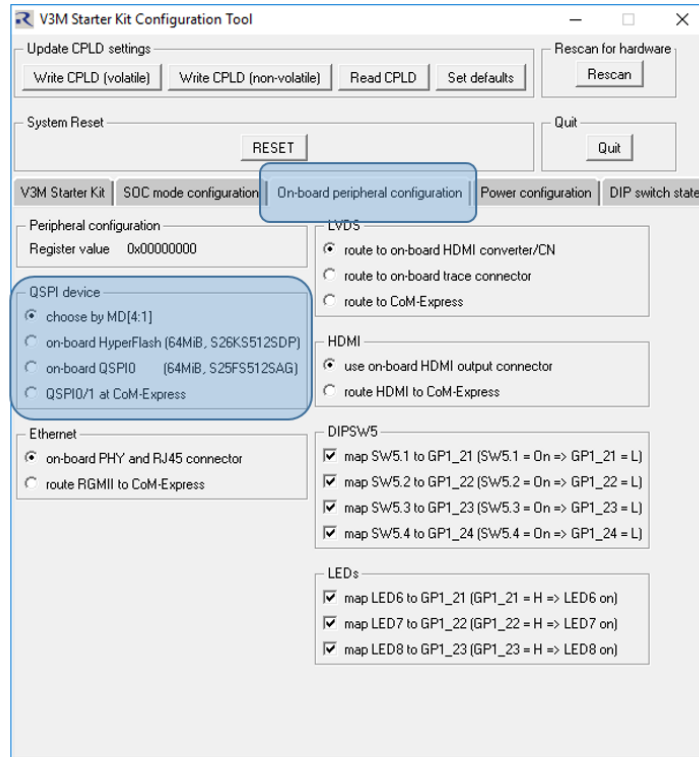 V3M Starter Kit Configuration Tool
Update CPLD settings
Write CPLD (volatile)
Write CPLD (non-volatile)
Read CPLD
Set defaults
Rescan for hardware
Rescan
System Reset
RESET
Quit
Quit
V3M Starter Kit
SOC mode configuration
On-board peripheral configuration
Power configuration
DIP switch state
Peripheral configuration
Register value 0x00000000
QSPI device
choose by MD[4:1]
on-board HyperFlash (64MiB, S26KS512SDP)
on-board QSPI0 (64MiB, S25FS512SAG)
QSPI0/1 at CoM-Express
Ethernet
on-board PHY and RJ45 connector
route RGMII to CoM-Express
LVDS
route to on-board HDMI converter/CN
route to on-board trace connector
route to CoM-Express
HDMI
use on-board HDMI output connector
route HDMI to CoM-Express
DIPSW5
map SW5.1 to GP1_21 (SW5.1 = On => GP1_21 = L)
map SW5.2 to GP1_22 (SW5.2 = On => GP1_22 = L)
map SW5.3 to GP1_23 (SW5.3 = On => GP1_23 = L)
map SW5.4 to GP1_24 (SW5.4 = On => GP1_24 = L)
LEDs
map LED6 to GP1_21 (GP1_21 = H => LED6 on)
map LED7 to GP1_22 (GP1_22 = H => LED7 on)
map LED8 to GP1_23 (GP1_23 = H => LED8 on)